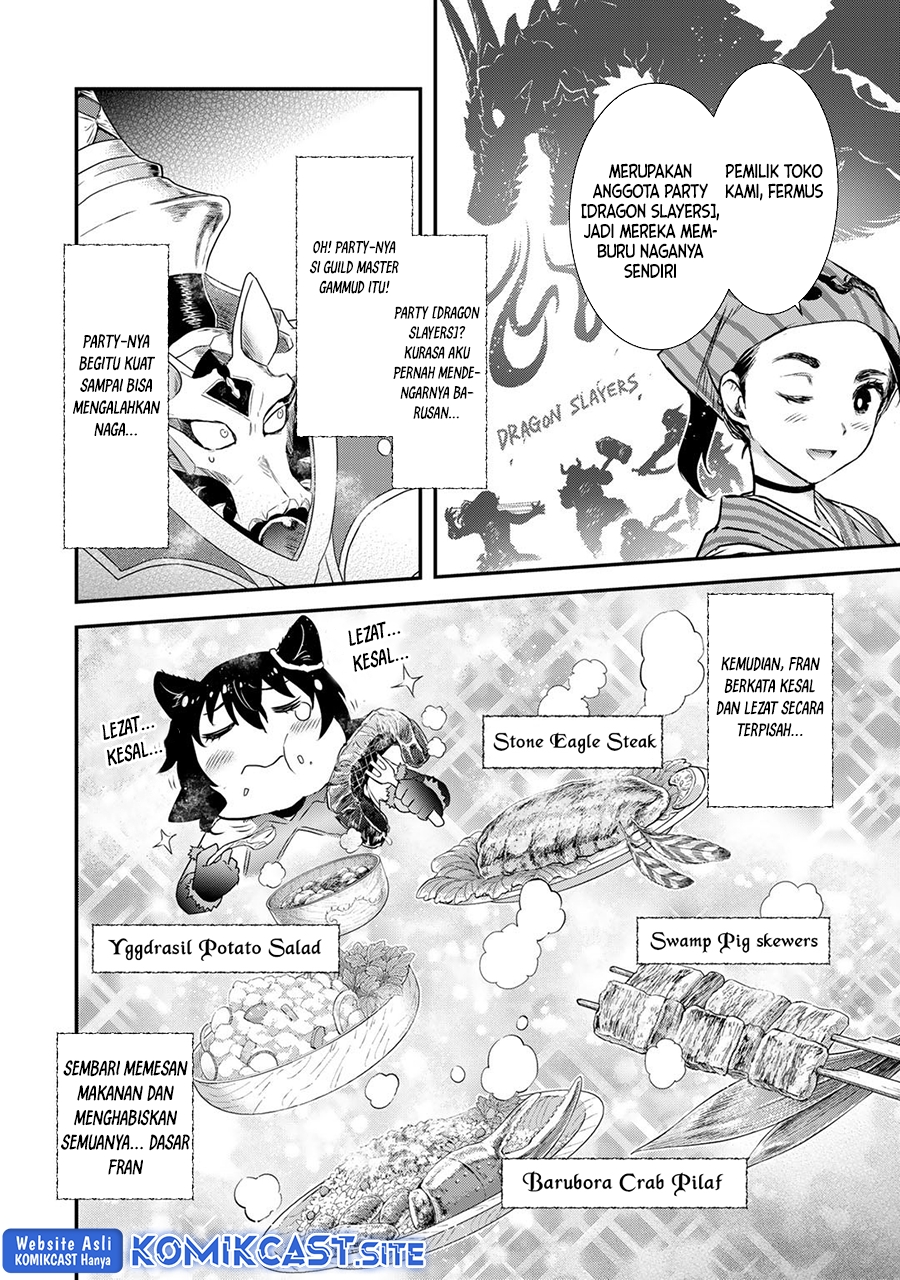 PEMILIK TOKO
KAMI, FERMUS
MERUPAKAN
ANGGOTA PARTY
[DRAGON SLAYERS],
JADI MEREKA MEM-
BURU NAGANYA
SENDIRI
DRAGON SLAYERS
OH! PARTY-NYA
SI GUILD MASTER
GAMMUD ITU!
PARTY [DRAGON
SLAYERS]?
KURASA AKU
PERNAH MENDE-
NGARNYA BA-
RUSAN...
PARTY-NYA
BEGITU KUAT
SAMPAI BISA
MENGALAHKAN
NAGA...
KEMUDIAN, FRAN
BERKATA KESAL
DAN LEZAT SECARA
TERPISAH...
LEZAT...
KESAL...
LEZAT...
KESAL...
Stone Eagle Steak
Swamp Pig skewers
Yggdrasil Potato Salad
Barubora Crab Pilaf
SEMBARI MEMESAN
MAKANAN DAN
MENGHABISKAN
SEMUANYA... DASAR
FRAN
Website Asli
KOMIKCAST Hanya
KOMIKCAST.SITE